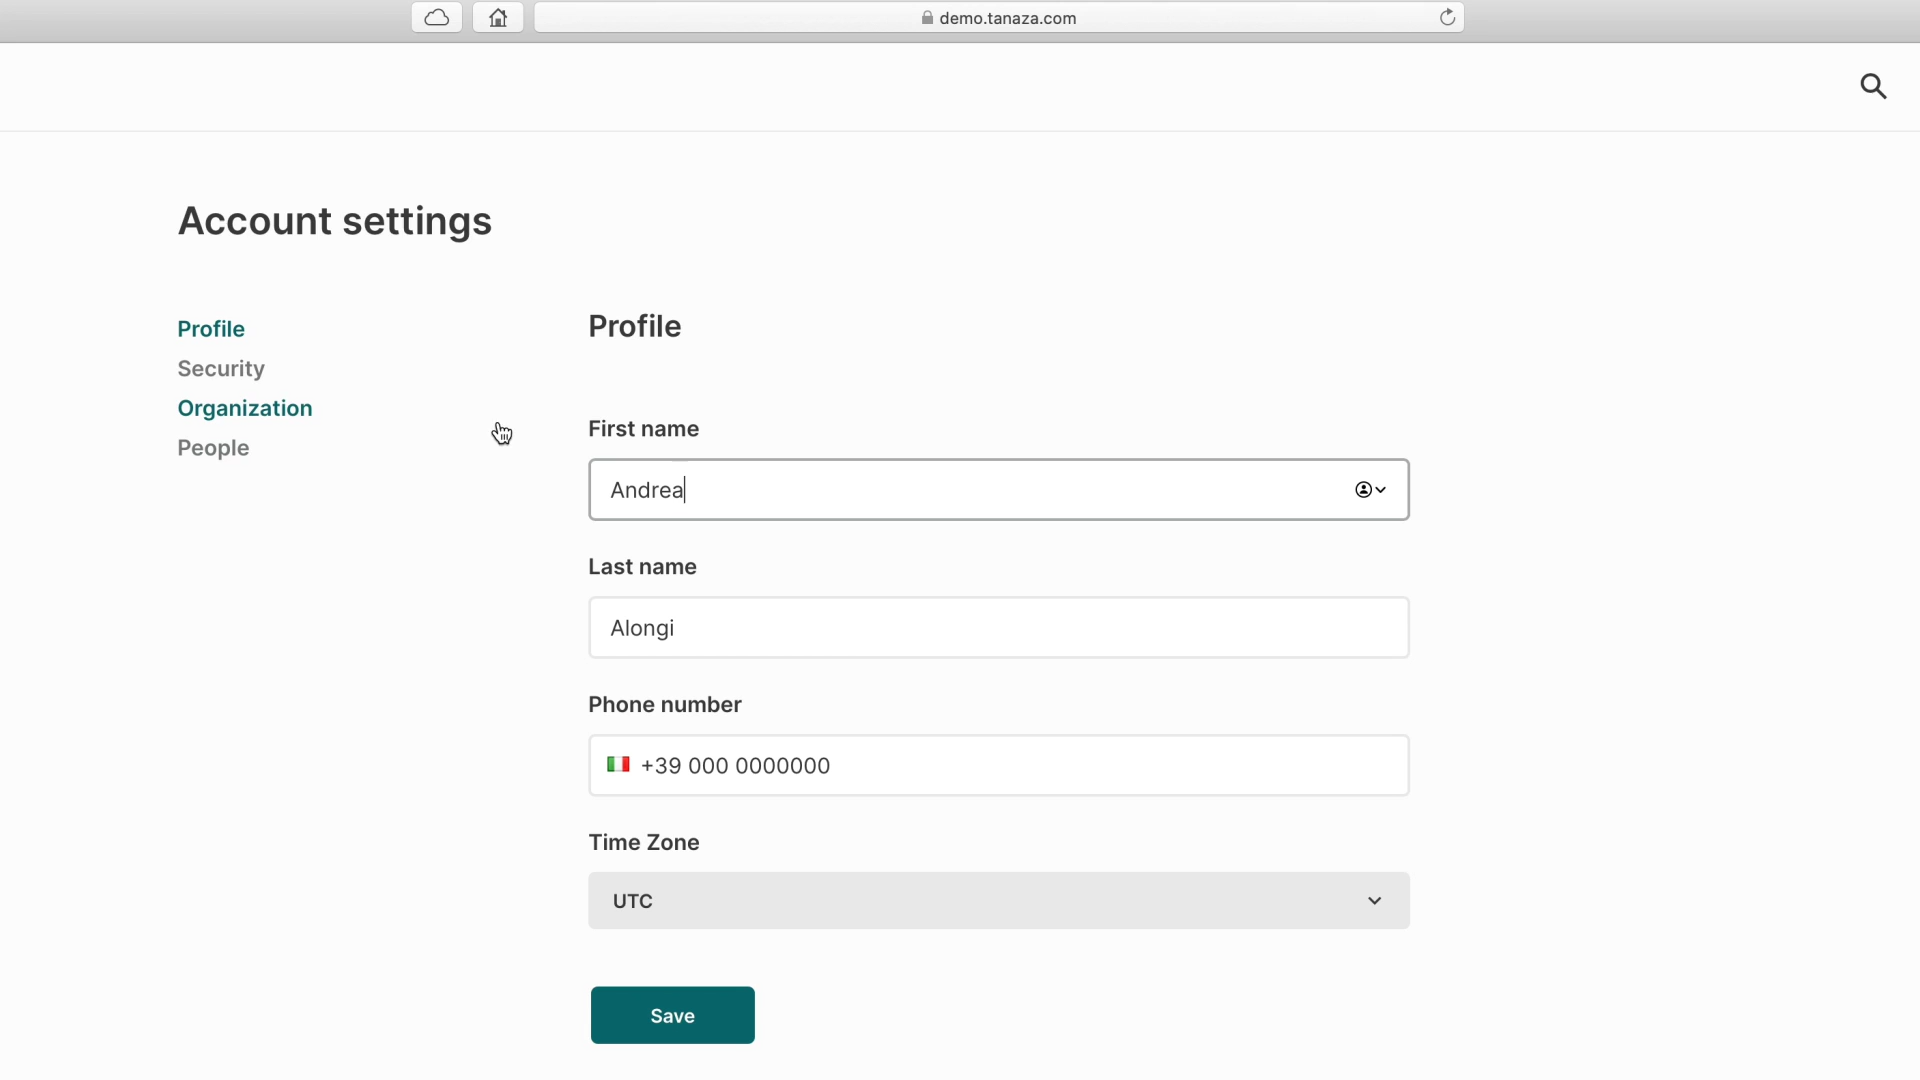 demo.tanaza.com
Account settings
Profile
Security
Organization
People
Profile
First name
Andrea
Last name
Alongi
Phone number
+39 000 0000000
Time Zone
UTC
Save